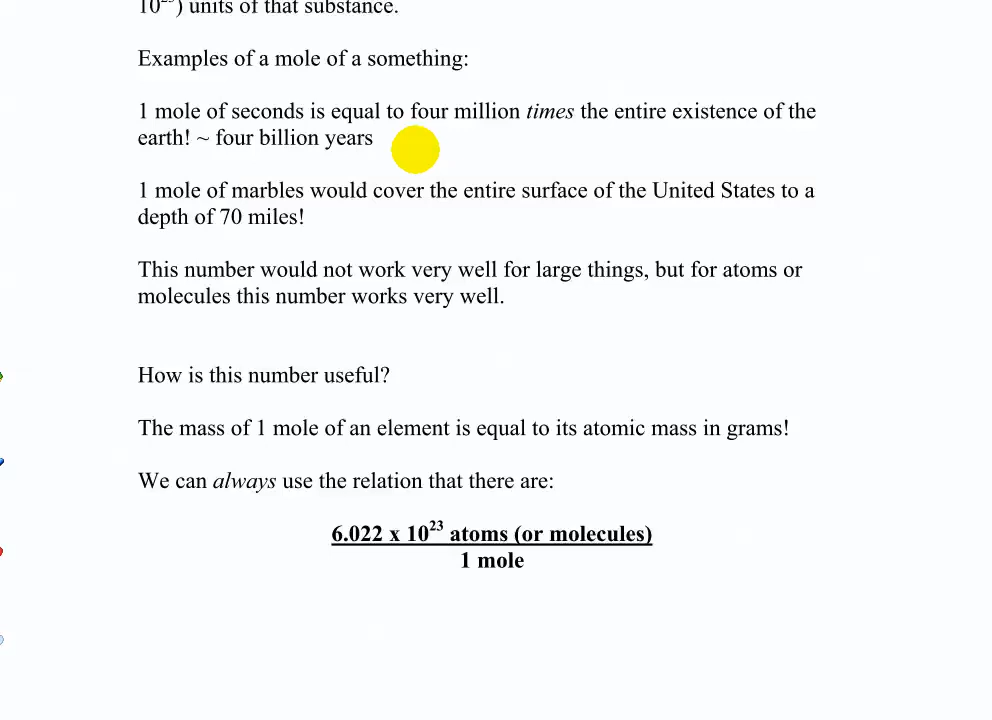 10²³) units of that substance.
Examples of a mole of a something:
1 mole of seconds is equal to four million times the entire existence of the
earth! ~ four billion years
1 mole of marbles would cover the entire surface of the United States to a
depth of 70 miles!
This number would not work very well for large things, but for atoms or
molecules this number works very well.
How is this number useful?
The mass of 1 mole of an element is equal to its atomic mass in grams!
We can always use the relation that there are:
6.022 x 10²³ atoms (or molecules)
1 mole